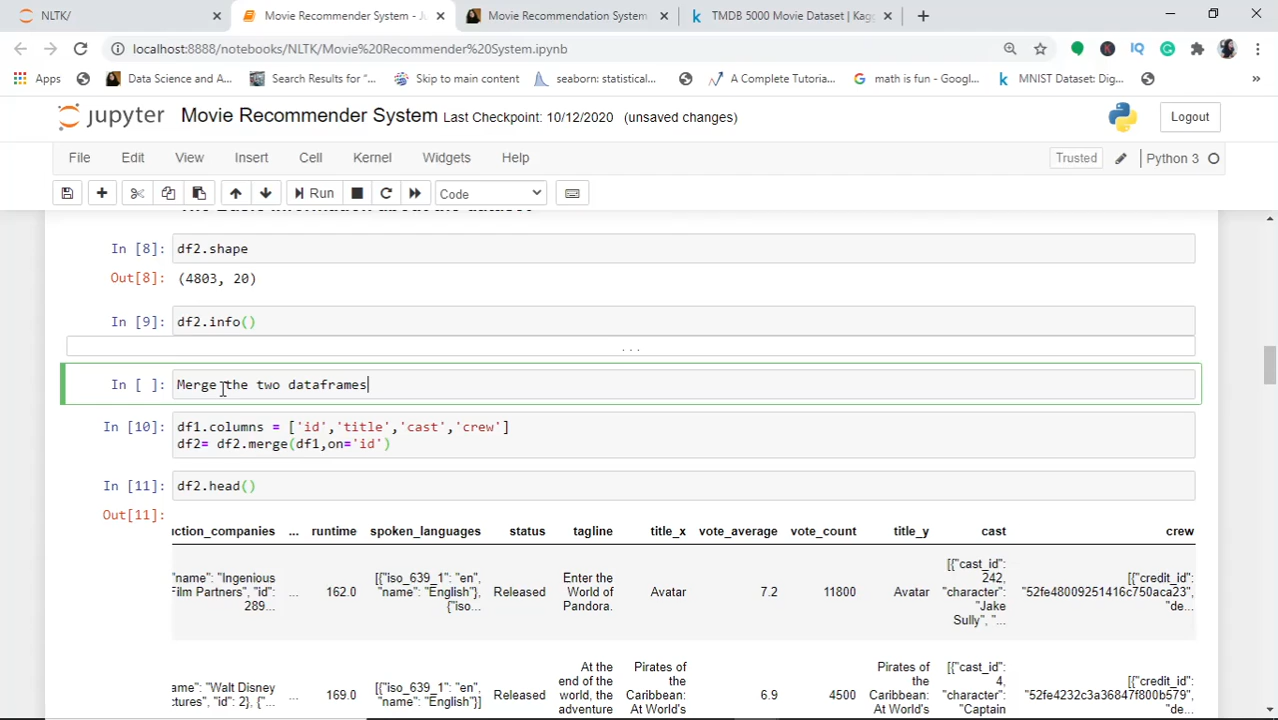 NLTK/
Movie Recommender System - Ju
Movie Recommendation System
TMDB 5000 Movie Dataset | Kagg
localhost:8888/notebooks/NLTK/Movie%20Recommender%20System.ipynb
Apps
Data Science and A...
Search Results for "...
Skip to main content
seaborn: statistical...
A Complete Tutoria...
math is fun - Googl...
MNIST Dataset: Dig...
»
jupyter Movie Recommender System Last Checkpoint: 10/12/2020 (unsaved changes)
Logout
File Edit View Insert Cell Kernel Widgets Help
Trusted
Python 3
Run
Code
The Basic information about the dataset
In [8]: df2.shape
Out[8]: (4803, 20)
In [9]: df2.info()
...
In [ ]: Merge the two dataframes
In [10]: df1.columns = ['id','title','cast','crew']
df2= df2.merge(df1,on='id')
In [11]: df2.head()
Out[11]:
uction_companies ... runtime spoken_languages status tagline title_x vote_average vote_count title_y cast crew
"name": "Ingenious
Film Partners", "id":
289...
...
162.0
[{"iso_639_1": "en",
"name": "English"},
{"iso...
Released
Enter the
World of
Pandora.
Avatar
7.2
11800
Avatar
[{"cast_id":
242,
"character":
"Jake
Sully", "...
[{"credit_id":
"52fe48009251416c750aca23",
"de...
ame": "Walt Disney
ctures", "id": 2}, {"...
...
169.0
[{"iso_639_1": "en",
"name": "English"}]
Released
At the
end of the
world, the
adventure
Pirates of
the
Caribbean:
At World's
6.9
4500
Pirates of
the
Caribbean:
At World's
[{"cast_id":
4,
"character":
"Captain
[{"credit_id":
"52fe4232c3a36847f800b579",
"de...